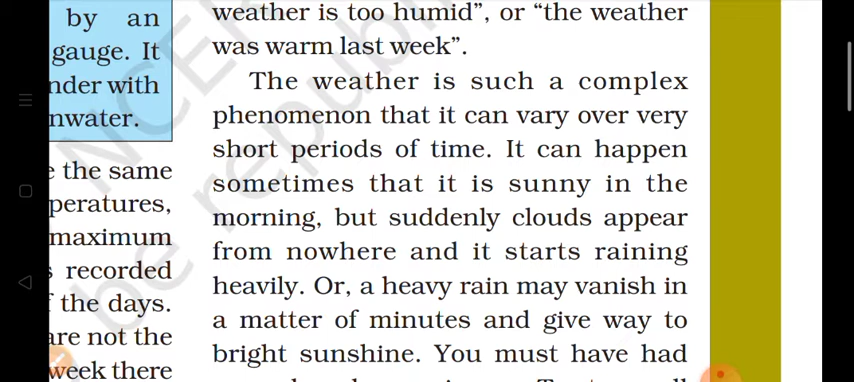 by an
gauge. It
nder with
nwater.
e the same
peratures,
maximum
s recorded
f the days.
are not the
week there
weather is too humid”, or “the weather
was warm last week”.
The weather is such a complex
phenomenon that it can vary over very
short periods of time. It can happen
sometimes that it is sunny in the
morning, but suddenly clouds appear
from nowhere and it starts raining
heavily. Or, a heavy rain may vanish in
a matter of minutes and give way to
bright sunshine. You must have had
NCER
be republi